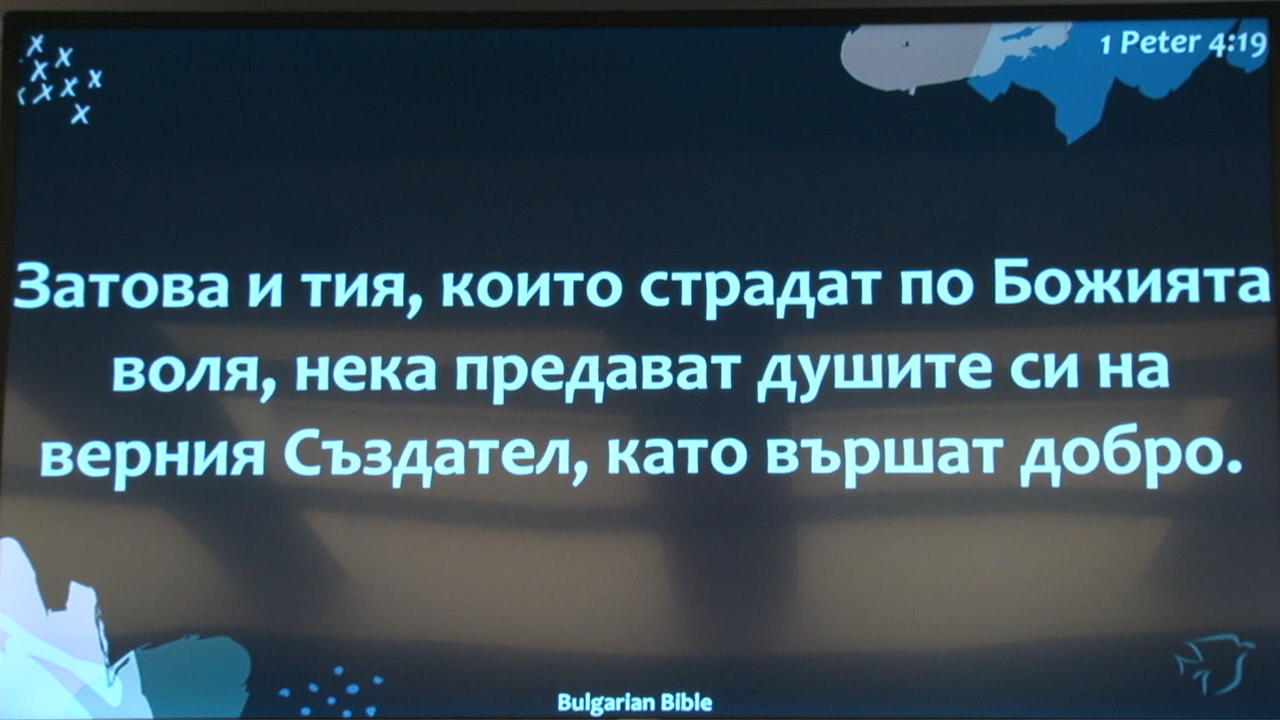 1 Peter 4:19
Затова и тия, които страдат по Божията
воля, нека предават душите си на
верния Създател, като вършат добро.
Bulgarian Bible